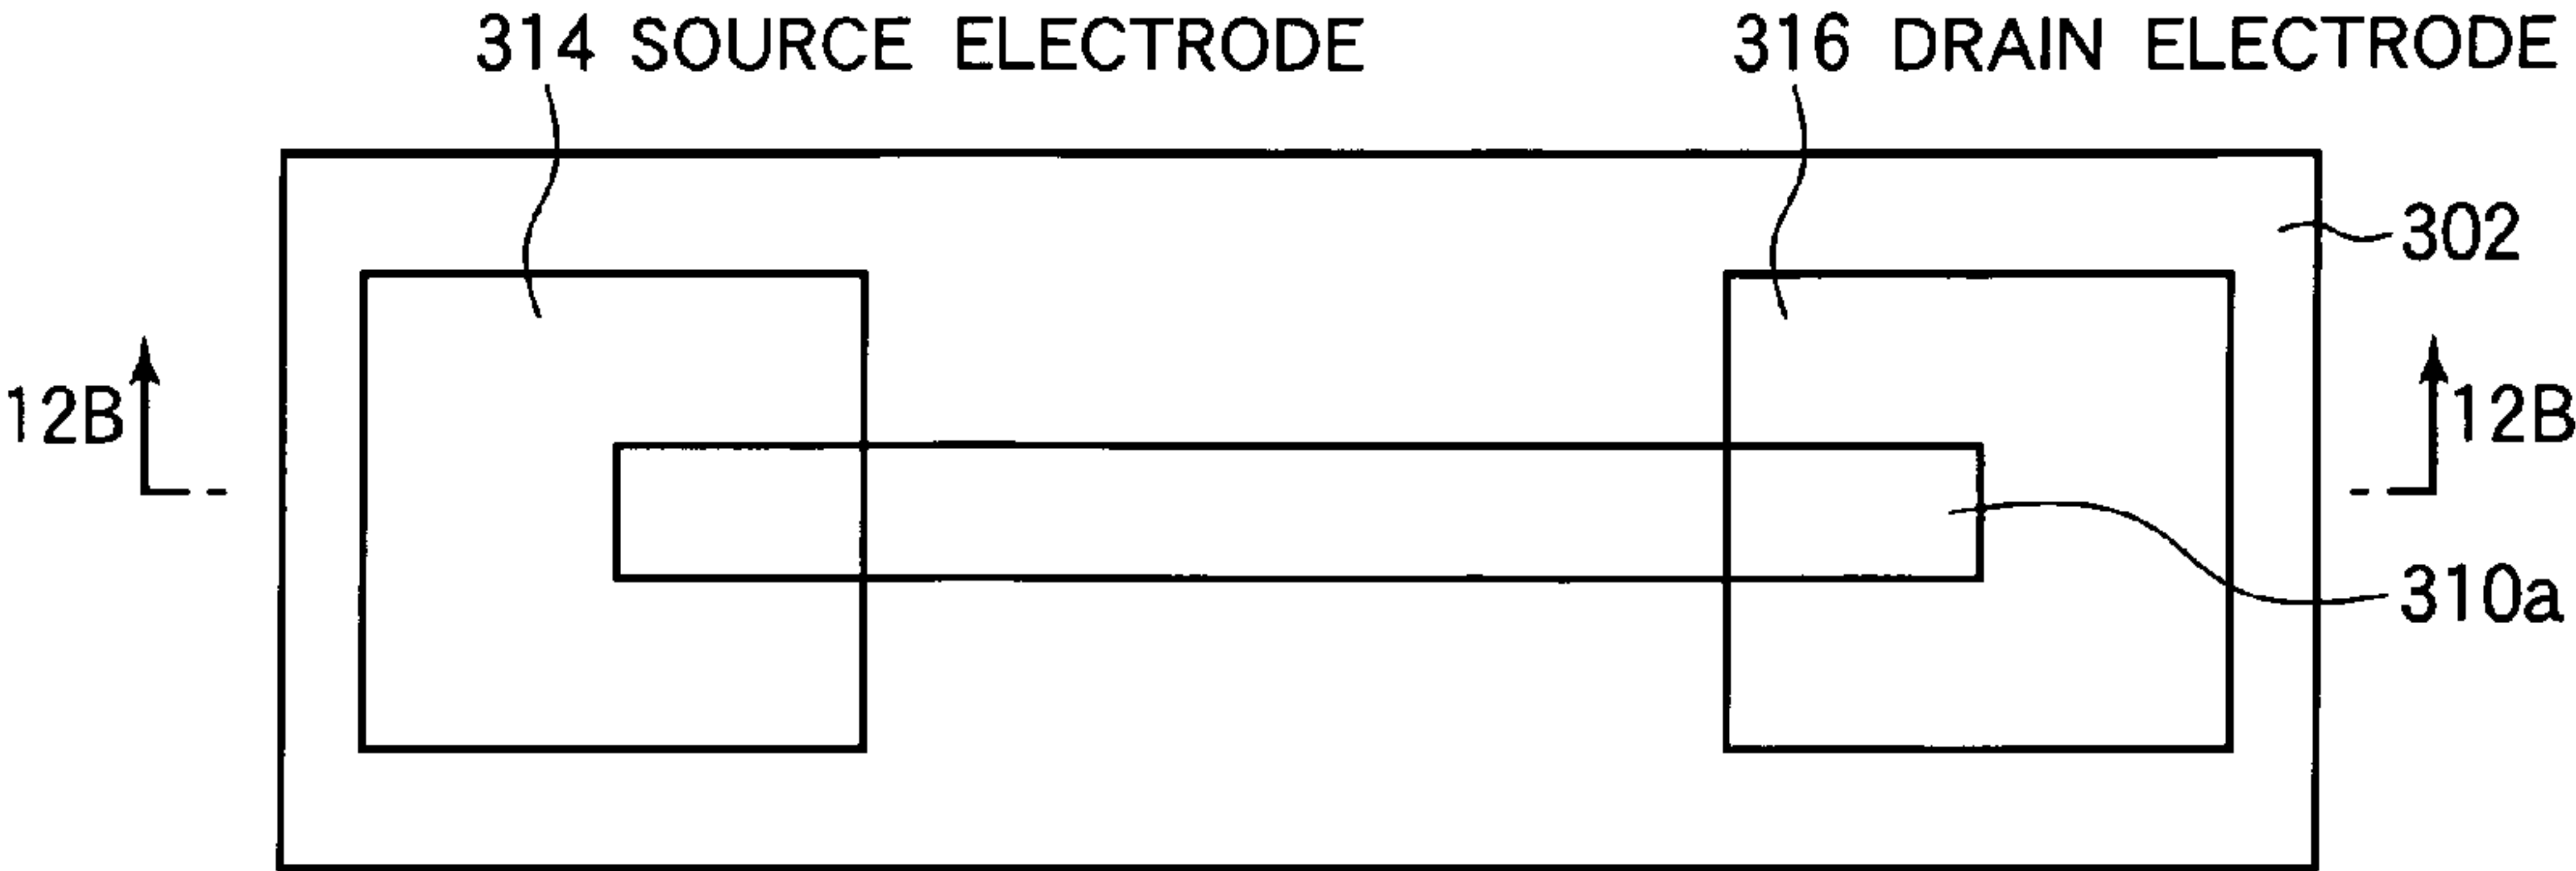 314 SOURCE ELECTRODE
316 DRAIN ELECTRODE
302
12B
12B
310a